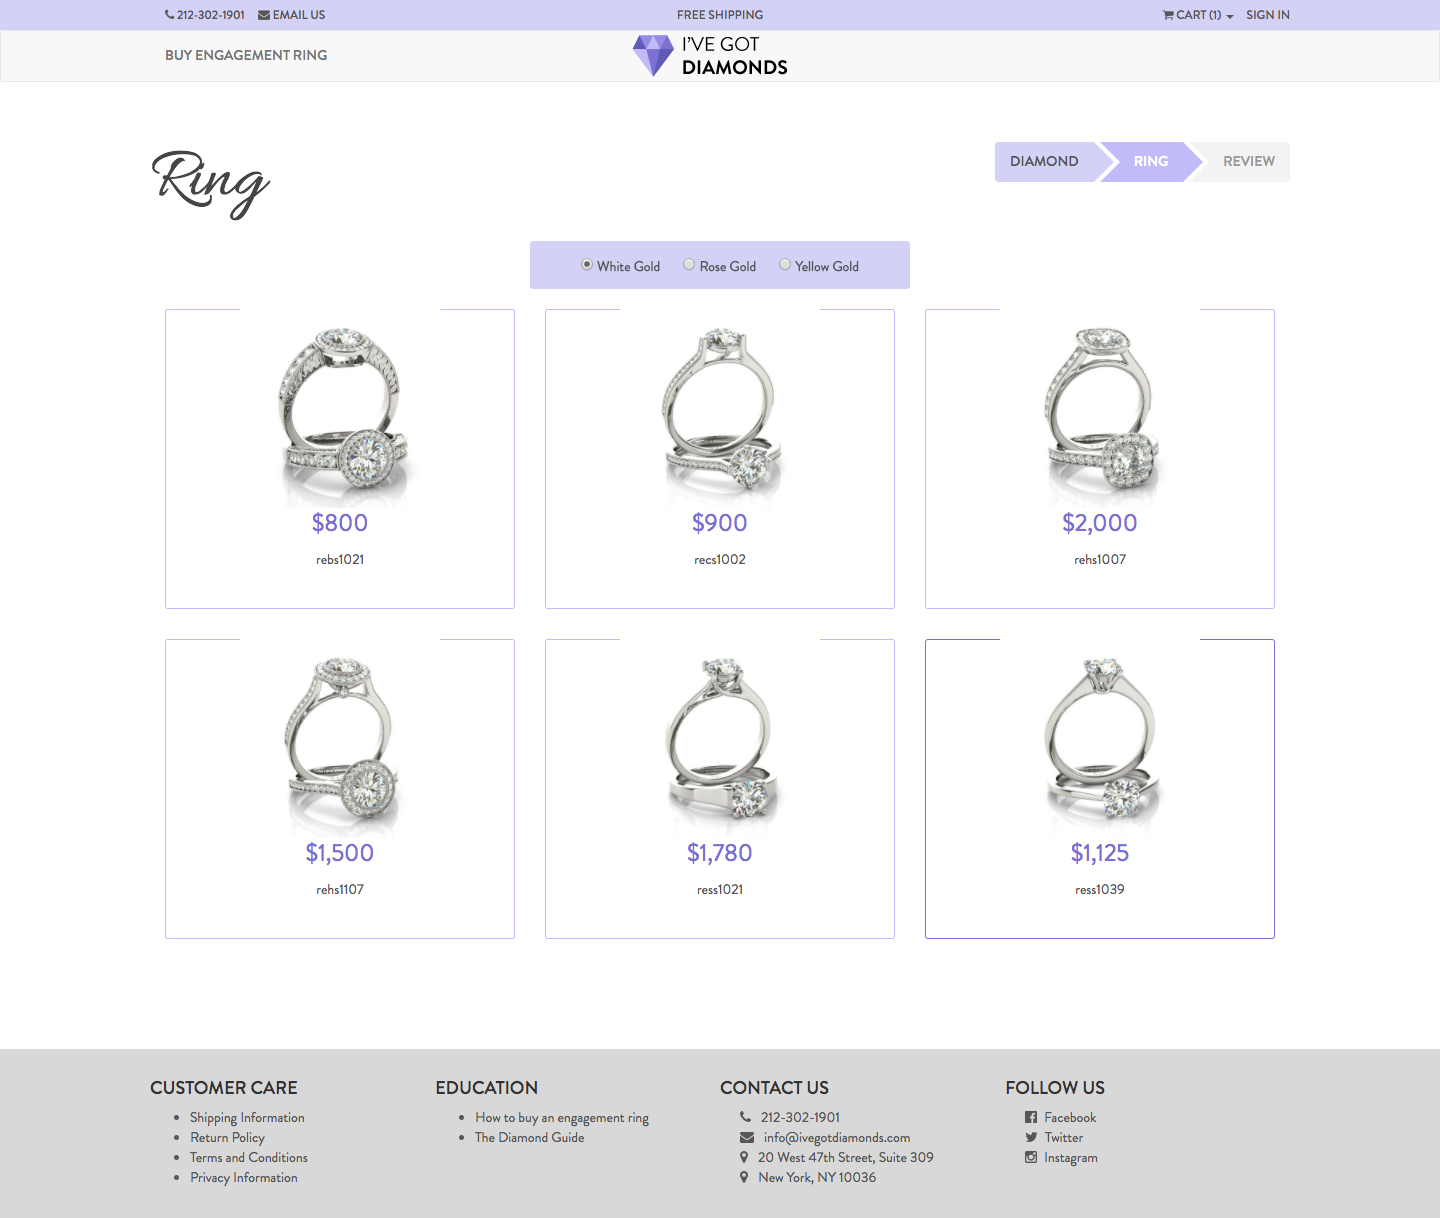 212-302-1901 EMAIL US FREE SHIPPING CART (1) SIGN IN
BUY ENGAGEMENT RING
I'VE GOT
DIAMONDS
Ring
DIAMOND RING REVIEW
White Gold Rose Gold Yellow Gold
$800 $900 $2,000
rebs1021 recs1002 rehs1007
$1,500 $1,780 $1,125
rehs1107 ress1021 ress1039
CUSTOMER CARE
Shipping Information
Return Policy
Terms and Conditions
Privacy Information
EDUCATION
How to buy an engagement ring
The Diamond Guide
CONTACT US
212-302-1901
info@ivegotdiamonds.com
20 West 47th Street, Suite 309
New York, NY 10036
FOLLOW US
Facebook
Twitter
Instagram